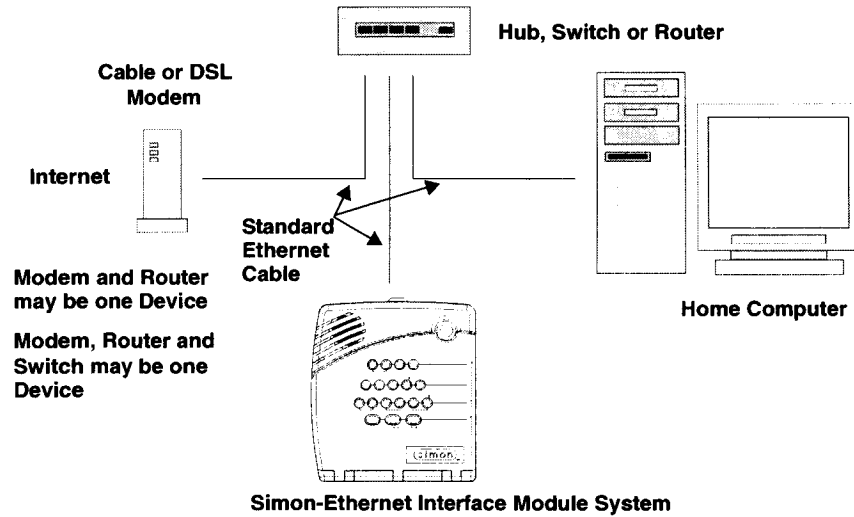 Hub, Switch or Router
Cable or DSL
Modem
Internet
Standard
Ethernet
Cable
Modem and Router
may be one Device
Home Computer
Modem, Router and
Switch may be one
Device
simon
Simon-Ethernet Interface Module System